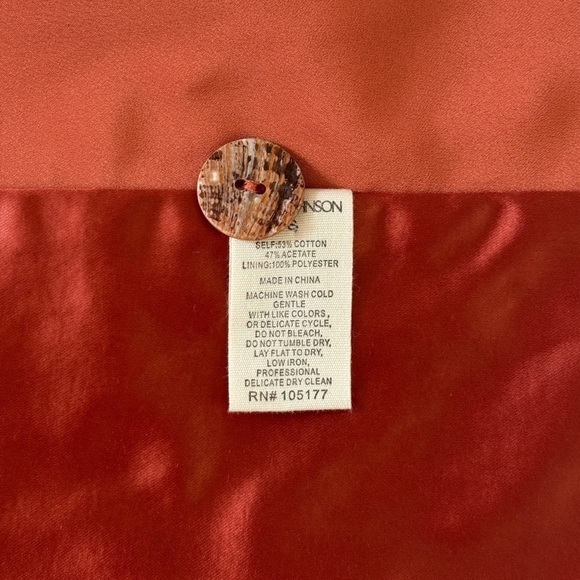 NSON
S
SELF:53% COTTON
47% ACETATE
LINING:100% POLYESTER
MADE IN CHINA
MACHINE WASH COLD
GENTLE
WITH LIKE COLORS ,
OR DELICATE CYCLE,
DO NOT BLEACH,
DO NOT TUMBLE DRY,
LAY FLAT TO DRY,
LOW IRON,
PROFESSIONAL
DELICATE DRY CLEAN
RN# 105177